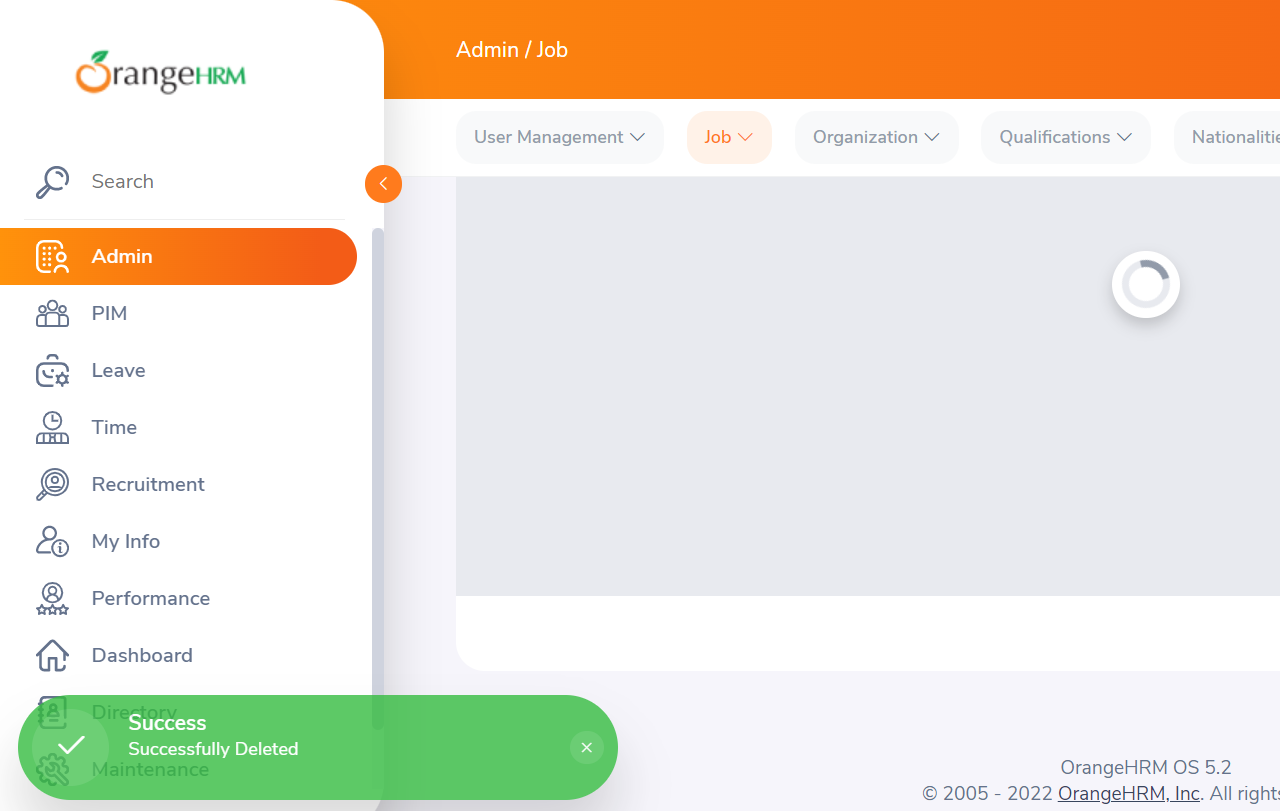 OrangeHRM
Admin / Job
User Management
Job
Organization
Qualifications
Nationalitie
Search
Admin
PIM
Leave
Time
Recruitment
My Info
Performance
Dashboard
Directory
Maintenance
Success
Successfully Deleted
OrangeHRM OS 5.2
© 2005 - 2022 OrangeHRM, Inc. All rights